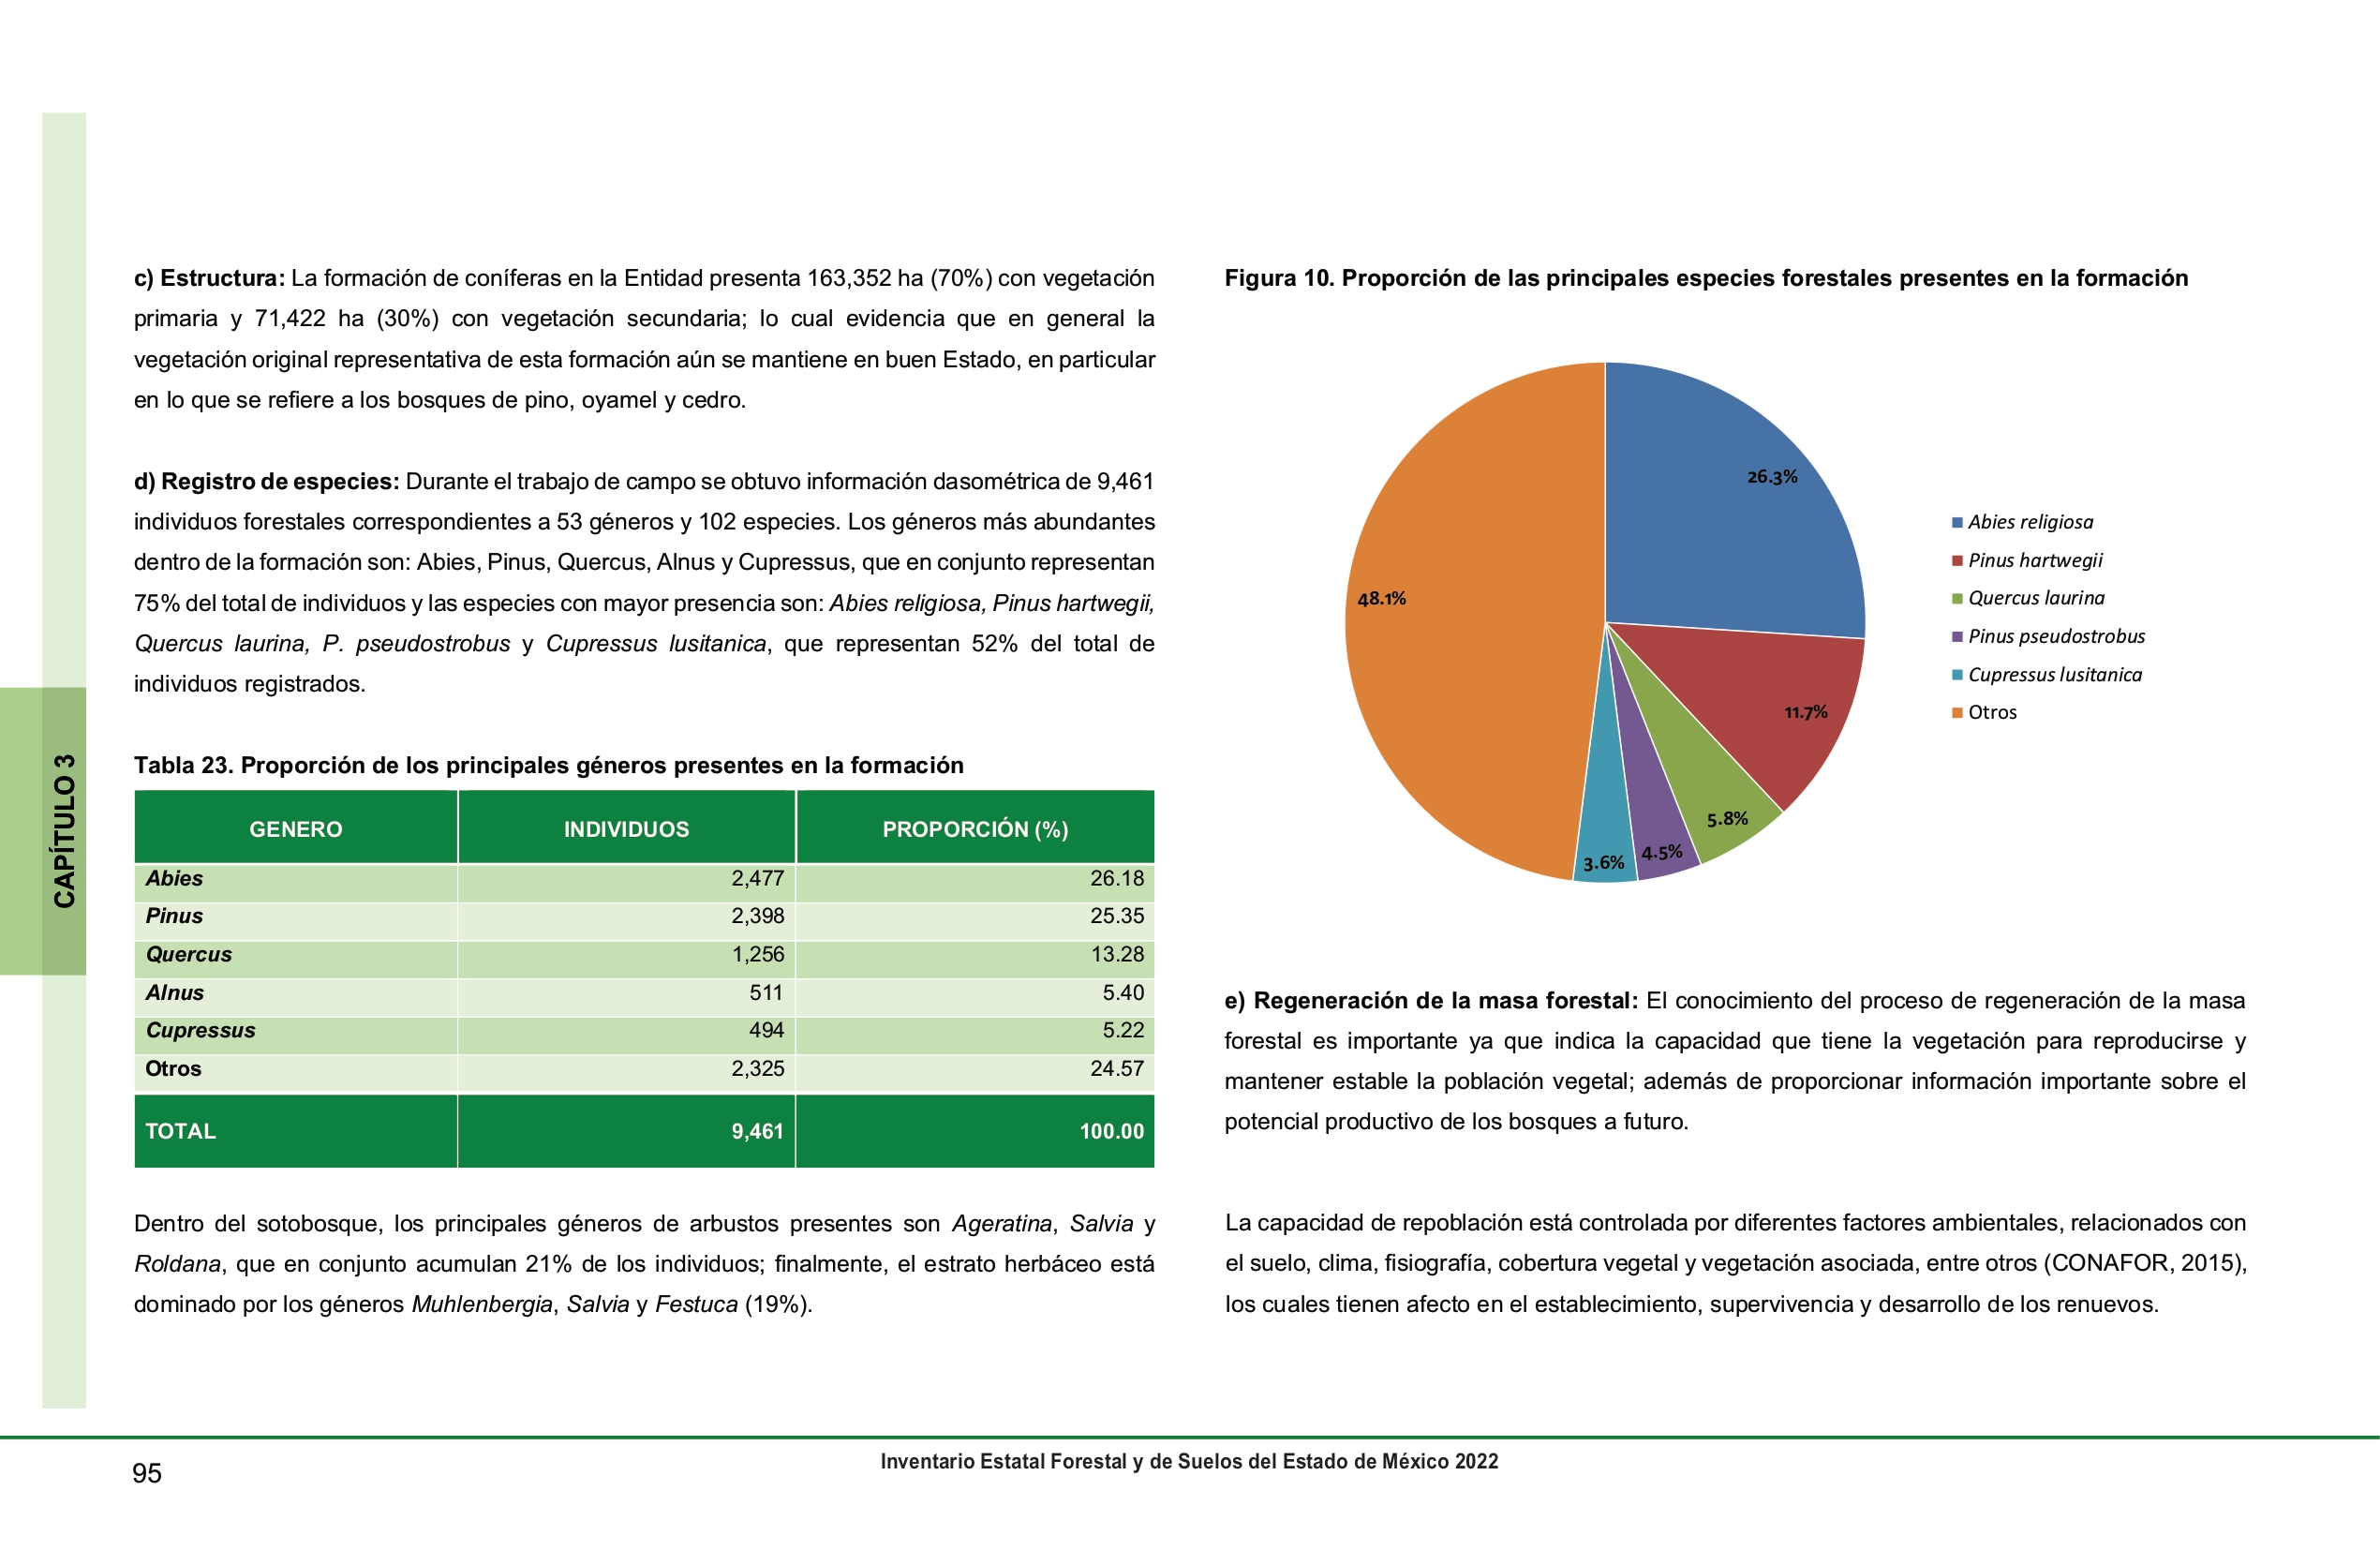 c) Estructura: La formación de coníferas en la Entidad presenta 163,352 ha (70%) con vegetación
primaria y 71,422 ha (30%) con vegetación secundaria; lo cual evidencia que en general la
vegetación original representativa de esta formación aún se mantiene en buen Estado, en particular
en lo que se refiere a los bosques de pino, oyamel y cedro.
d) Registro de especies: Durante el trabajo de campo se obtuvo información dasométrica de 9,461
individuos forestales correspondientes a 53 géneros y 102 especies. Los géneros más abundantes
dentro de la formación son: Abies, Pinus, Quercus, Alnus y Cupressus, que en conjunto representan
75% del total de individuos y las especies con mayor presencia son: Abies religiosa, Pinus hartwegii,
Quercus laurina, P. pseudostrobus y Cupressus lusitanica, que representan 52% del total de
individuos registrados.
Tabla 23. Proporción de los principales géneros presentes en la formación
GENERO INDIVIDUOS PROPORCIÓN (%)
Abies 2,477 26.18
Pinus 2,398 25.35
Quercus 1,256 13.28
Alnus 511 5.40
Cupressus 494 5.22
Otros 2,325 24.57
TOTAL 9,461 100.00
Dentro del sotobosque, los principales géneros de arbustos presentes son Ageratina, Salvia y
Roldana, que en conjunto acumulan 21% de los individuos; finalmente, el estrato herbáceo está
dominado por los géneros Muhlenbergia, Salvia y Festuca (19%).
Figura 10. Proporción de las principales especies forestales presentes en la formación
26.3%
11.7%
5.8%
4.5%
3.6%
48.1%
Abies religiosa
Pinus hartwegii
Quercus laurina
Pinus pseudostrobus
Cupressus lusitanica
Otros
e) Regeneración de la masa forestal: El conocimiento del proceso de regeneración de la masa
forestal es importante ya que indica la capacidad que tiene la vegetación para reproducirse y
mantener estable la población vegetal; además de proporcionar información importante sobre el
potencial productivo de los bosques a futuro.
La capacidad de repoblación está controlada por diferentes factores ambientales, relacionados con
el suelo, clima, fisiografía, cobertura vegetal y vegetación asociada, entre otros (CONAFOR, 2015),
los cuales tienen afecto en el establecimiento, supervivencia y desarrollo de los renuevos.
CAPÍTULO 3
95
Inventario Estatal Forestal y de Suelos del Estado de México 2022